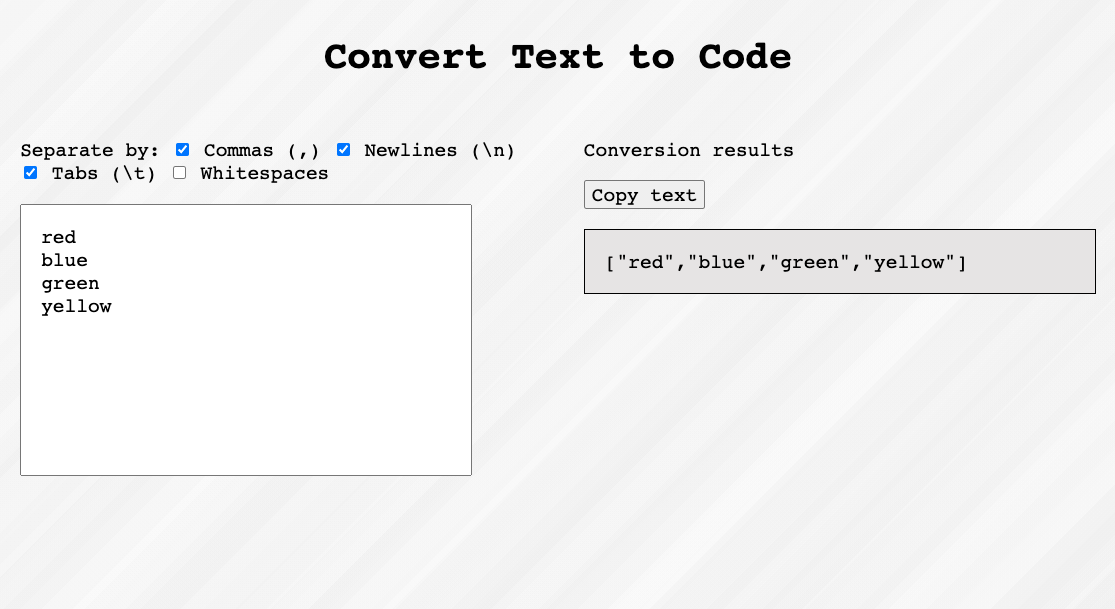 Convert Text to Code
Separate by: Commas (,) Newlines (\n)
Tabs (\t) Whitespaces
red
blue
green
yellow
Conversion results
Copy text
["red","blue","green","yellow"]